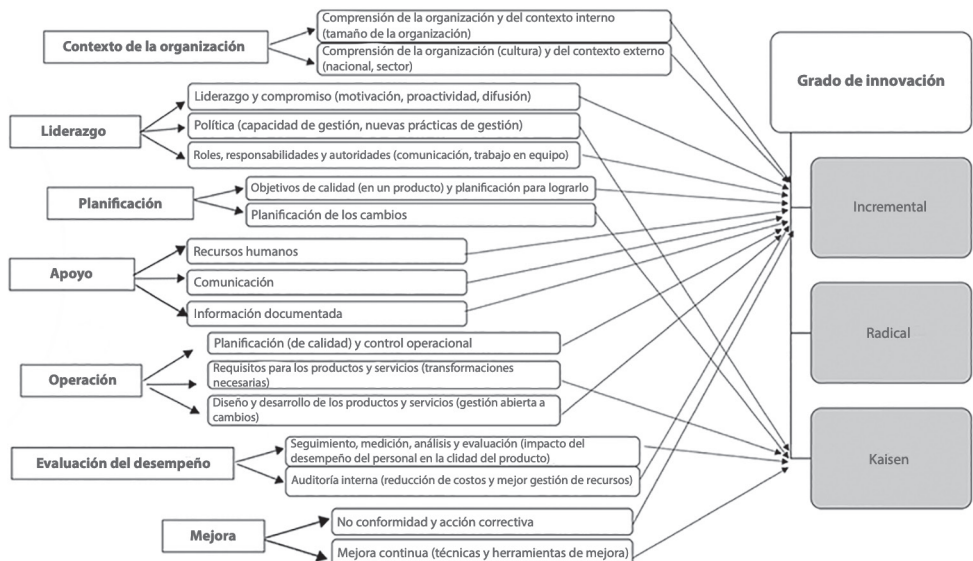 Contexto de la organización
Comprensión de la organización y del contexto interno
(tamaño de la organización)
Comprensión de la organización (cultura) y del contexto externo
(nacional, sector)
Liderazgo
Liderazgo y compromiso (motivación, proactividad, difusión)
Política (capacidad de gestión, nuevas prácticas de gestión)
Roles, responsabilidades y autoridades (comunicación, trabajo en equipo)
Planificación
Objetivos de calidad (en un producto) y planificación para lograrlo
Planificación de los cambios
Apoyo
Recursos humanos
Comunicación
Información documentada
Operación
Planificación (de calidad) y control operacional
Requisitos para los productos y servicios (transformaciones
necesarias)
Diseño y desarrollo de los productos y servicios (gestión abierta a
cambios)
Evaluación del desempeño
Seguimiento, medición, análisis y evaluación (impacto del
desempeño del personal en la clidad del producto)
Auditoría interna (reducción de costos y mejor gestión de recursos)
Mejora
No conformidad y acción correctiva
Mejora continua (técnicas y herramientas de mejora)
Grado de innovación
Incremental
Radical
Kaisen